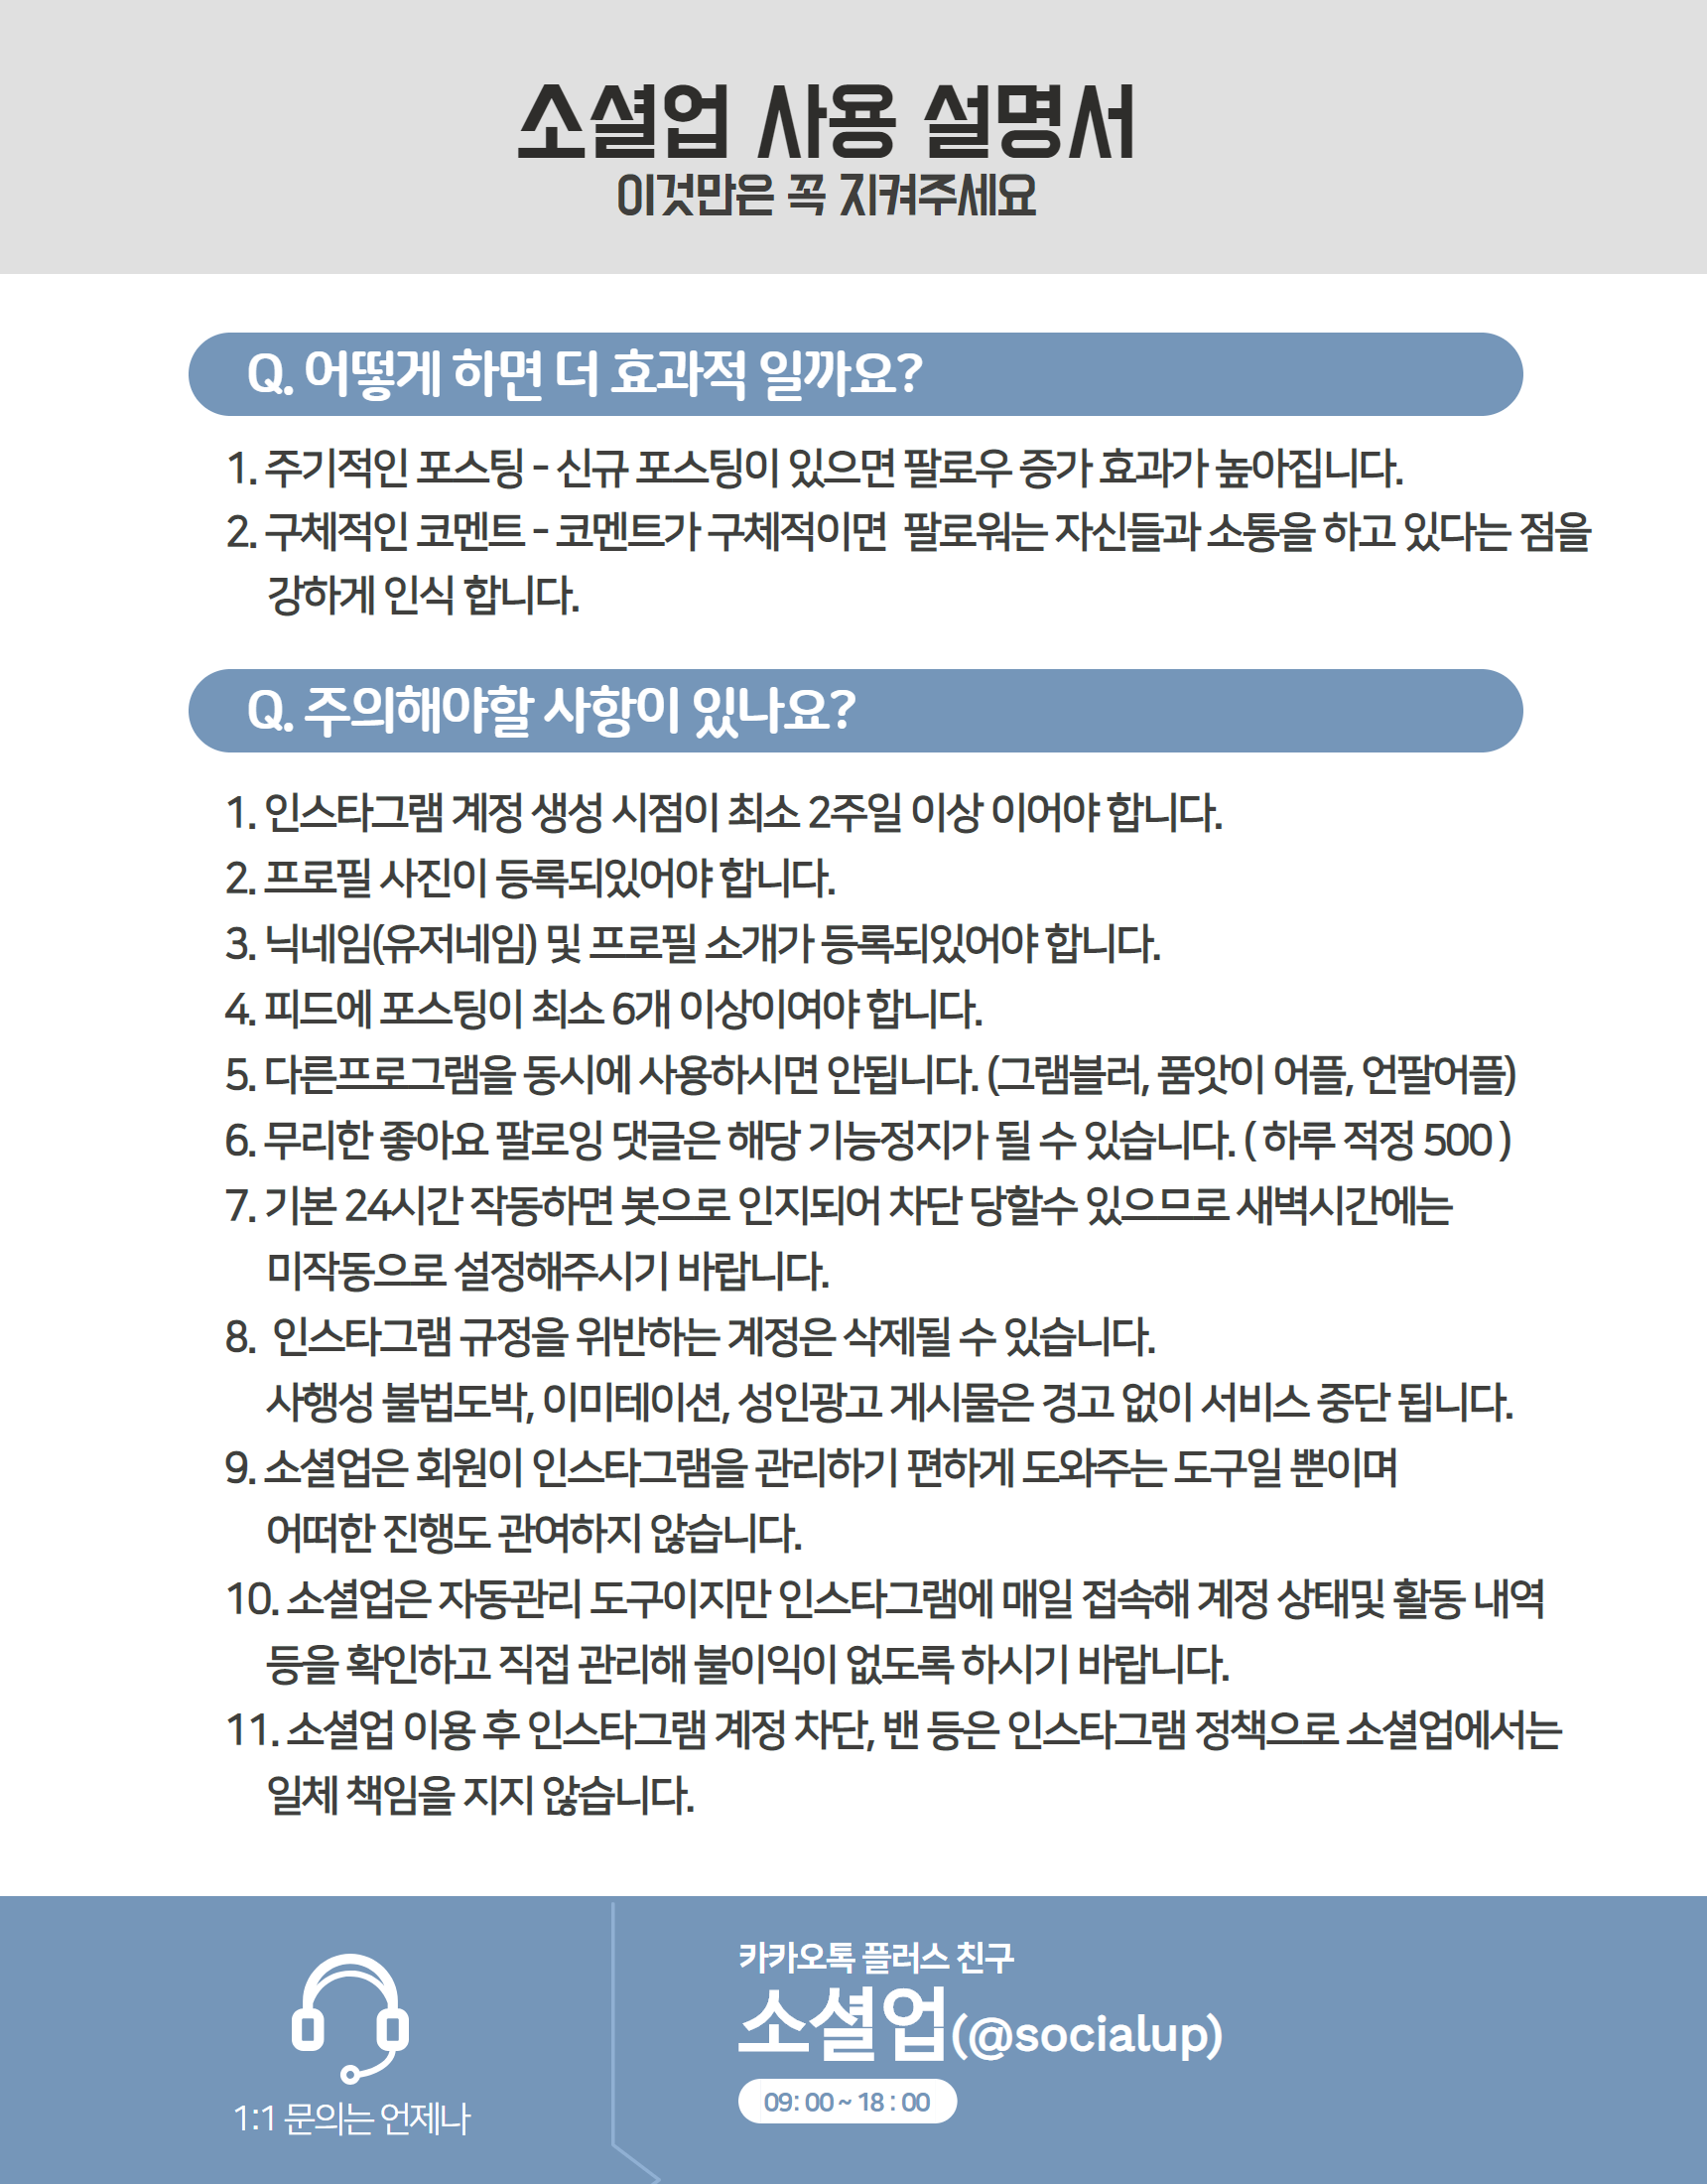 소셜업 사용 설명서
이것만은 꼭 지켜주세요
Q. 어떻게 하면 더 효과적 일까요?
1. 주기적인 포스팅 - 신규 포스팅이 있으면 팔로우 증가 효과가 높아집니다.
2. 구체적인 코멘트 - 코멘트가 구체적이면 팔로워는 자신들과 소통을 하고 있다는 점을
강하게 인식 합니다.
Q. 주의해야할 사항이 있나요?
1. 인스타그램 계정 생성 시점이 최소 2주일 이상 이어야 합니다.
2. 프로필 사진이 등록되있어야 합니다.
3. 닉네임(유저네임) 및 프로필 소개가 등록되있어야 합니다.
4. 피드에 포스팅이 최소 6개 이상이여야 합니다.
5. 다른프로그램을 동시에 사용하시면 안됩니다. (그램블러, 품앗이 어플, 언팔어플)
6. 무리한 좋아요 팔로잉 댓글은 해당 기능정지가 될 수 있습니다. ( 하루 적정 500 )
7. 기본 24시간 작동하면 봇으로 인지되어 차단 당할수 있으므로 새벽시간에는
미작동으로 설정해주시기 바랍니다.
8. 인스타그램 규정을 위반하는 계정은 삭제될 수 있습니다.
사행성 불법도박, 이미테이션, 성인광고 게시물은 경고 없이 서비스 중단 됩니다.
9. 소셜업은 회원이 인스타그램을 관리하기 편하게 도와주는 도구일 뿐이며
어떠한 진행도 관여하지 않습니다.
10. 소셜업은 자동관리 도구이지만 인스타그램에 매일 접속해 계정 상태및 활동 내역
등을 확인하고 직접 관리해 불이익이 없도록 하시기 바랍니다.
11. 소셜업 이용 후 인스타그램 계정 차단, 밴 등은 인스타그램 정책으로 소셜업에서는
일체 책임을 지지 않습니다.
1:1 문의는 언제나
카카오톡 플러스 친구
소셜업(@socialup)
09 : 00 ~ 18 : 00